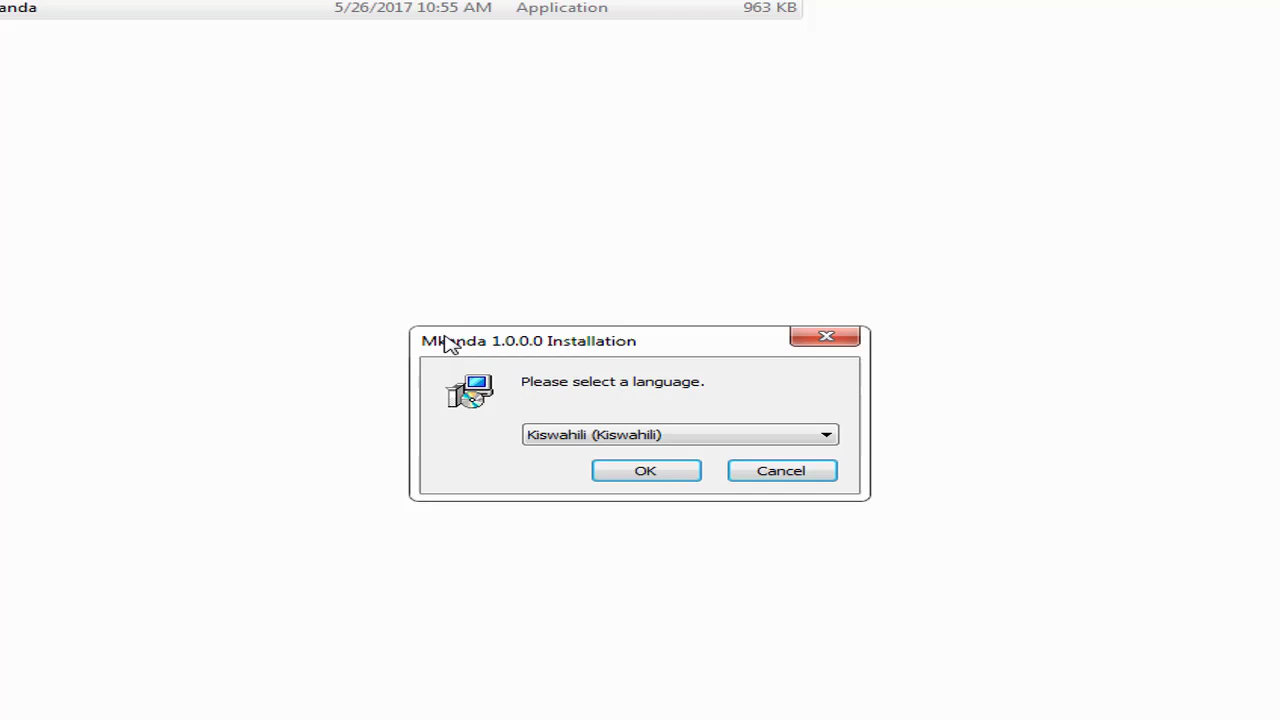 anda 5/26/2017 10:55 AM Application 963 KB
Mkanda 1.0.0.0 Installation
Please select a language.
Kiswahili (Kiswahili)
OK Cancel